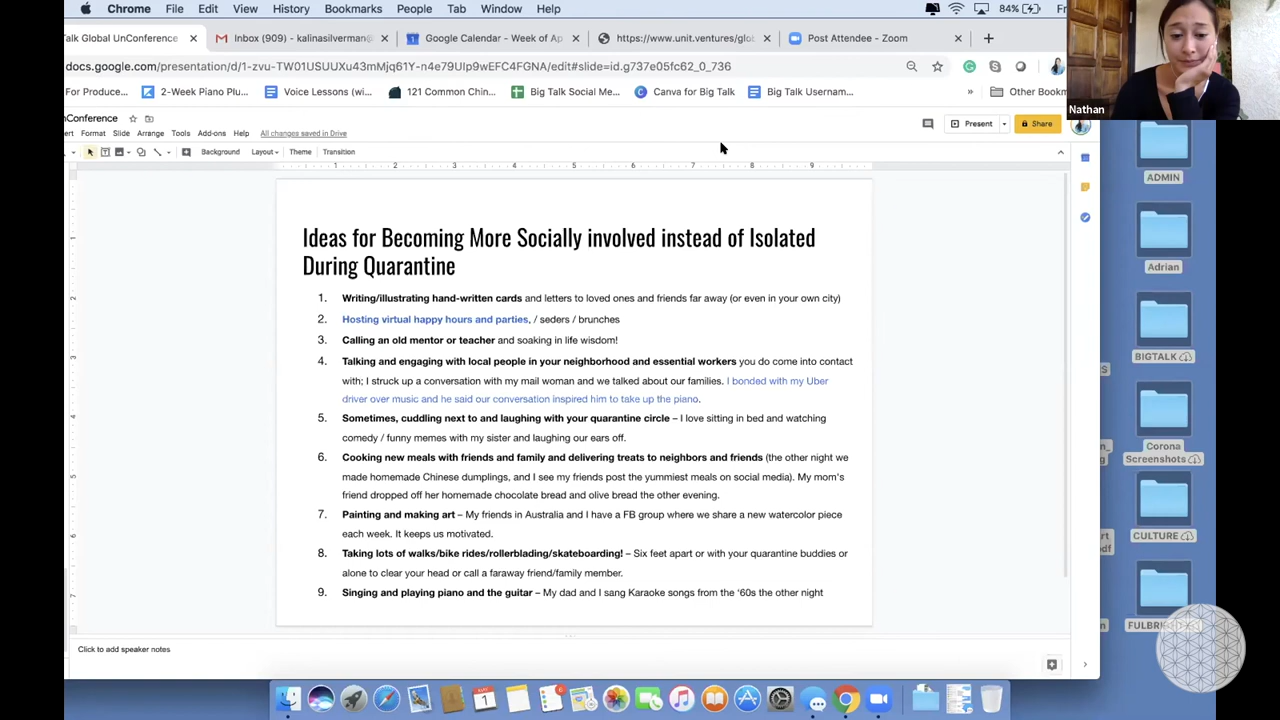 Chrome File Edit View History Bookmarks People Tab Window Help 84%
Talk Global UnConference
Inbox (909) - kalinasilverman
Google Calendar - Week of Ap
https://www.unit.ventures/glo
Post Attendee - Zoom
docs.google.com/presentation/d/1-zvu-TW01USUUXu43mMjq61Y-n4e79UIp9wEFC4FGNA/edit#slide=id.g737e05fc62_0_736
For Produce...
2-Week Piano Plu...
Voice Lessons (wi...
121 Common Chin...
Big Talk Social Me...
Canva for Big Talk
Big Talk Usernam...
»
Other Bookm
Nathan
nConference
Present
Share
ert Format Slide Arrange Tools Add-ons Help All changes saved in Drive
Background Layout Theme Transition
1 2 3 4 5 6 7 8 9
Ideas for Becoming More Socially involved instead of Isolated
During Quarantine
1. Writing/illustrating hand-written cards and letters to loved ones and friends far away (or even in your own city)
2. Hosting virtual happy hours and parties, / seders / brunches
3. Calling an old mentor or teacher and soaking in life wisdom!
4. Talking and engaging with local people in your neighborhood and essential workers you do come into contact
with; I struck up a conversation with my mail woman and we talked about our families. I bonded with my Uber
driver over music and he said our conversation inspired him to take up the piano.
5. Sometimes, cuddling next to and laughing with your quarantine circle – I love sitting in bed and watching
comedy / funny memes with my sister and laughing our ears off.
6. Cooking new meals with friends and family and delivering treats to neighbors and friends (the other night we
made homemade Chinese dumplings, and I see my friends post the yummiest meals on social media). My mom's
friend dropped off her homemade chocolate bread and olive bread the other evening.
7. Painting and making art – My friends in Australia and I have a FB group where we share a new watercolor piece
each week. It keeps us motivated.
8. Taking lots of walks/bike rides/rollerblading/skateboarding! – Six feet apart or with your quarantine buddies or
alone to clear your head or call a faraway friend/family member.
9. Singing and playing piano and the guitar – My dad and I sang Karaoke songs from the '60s the other night
Click to add speaker notes
ADMIN
Adrian
BIGTALK
Corona
Screenshots
CULTURE